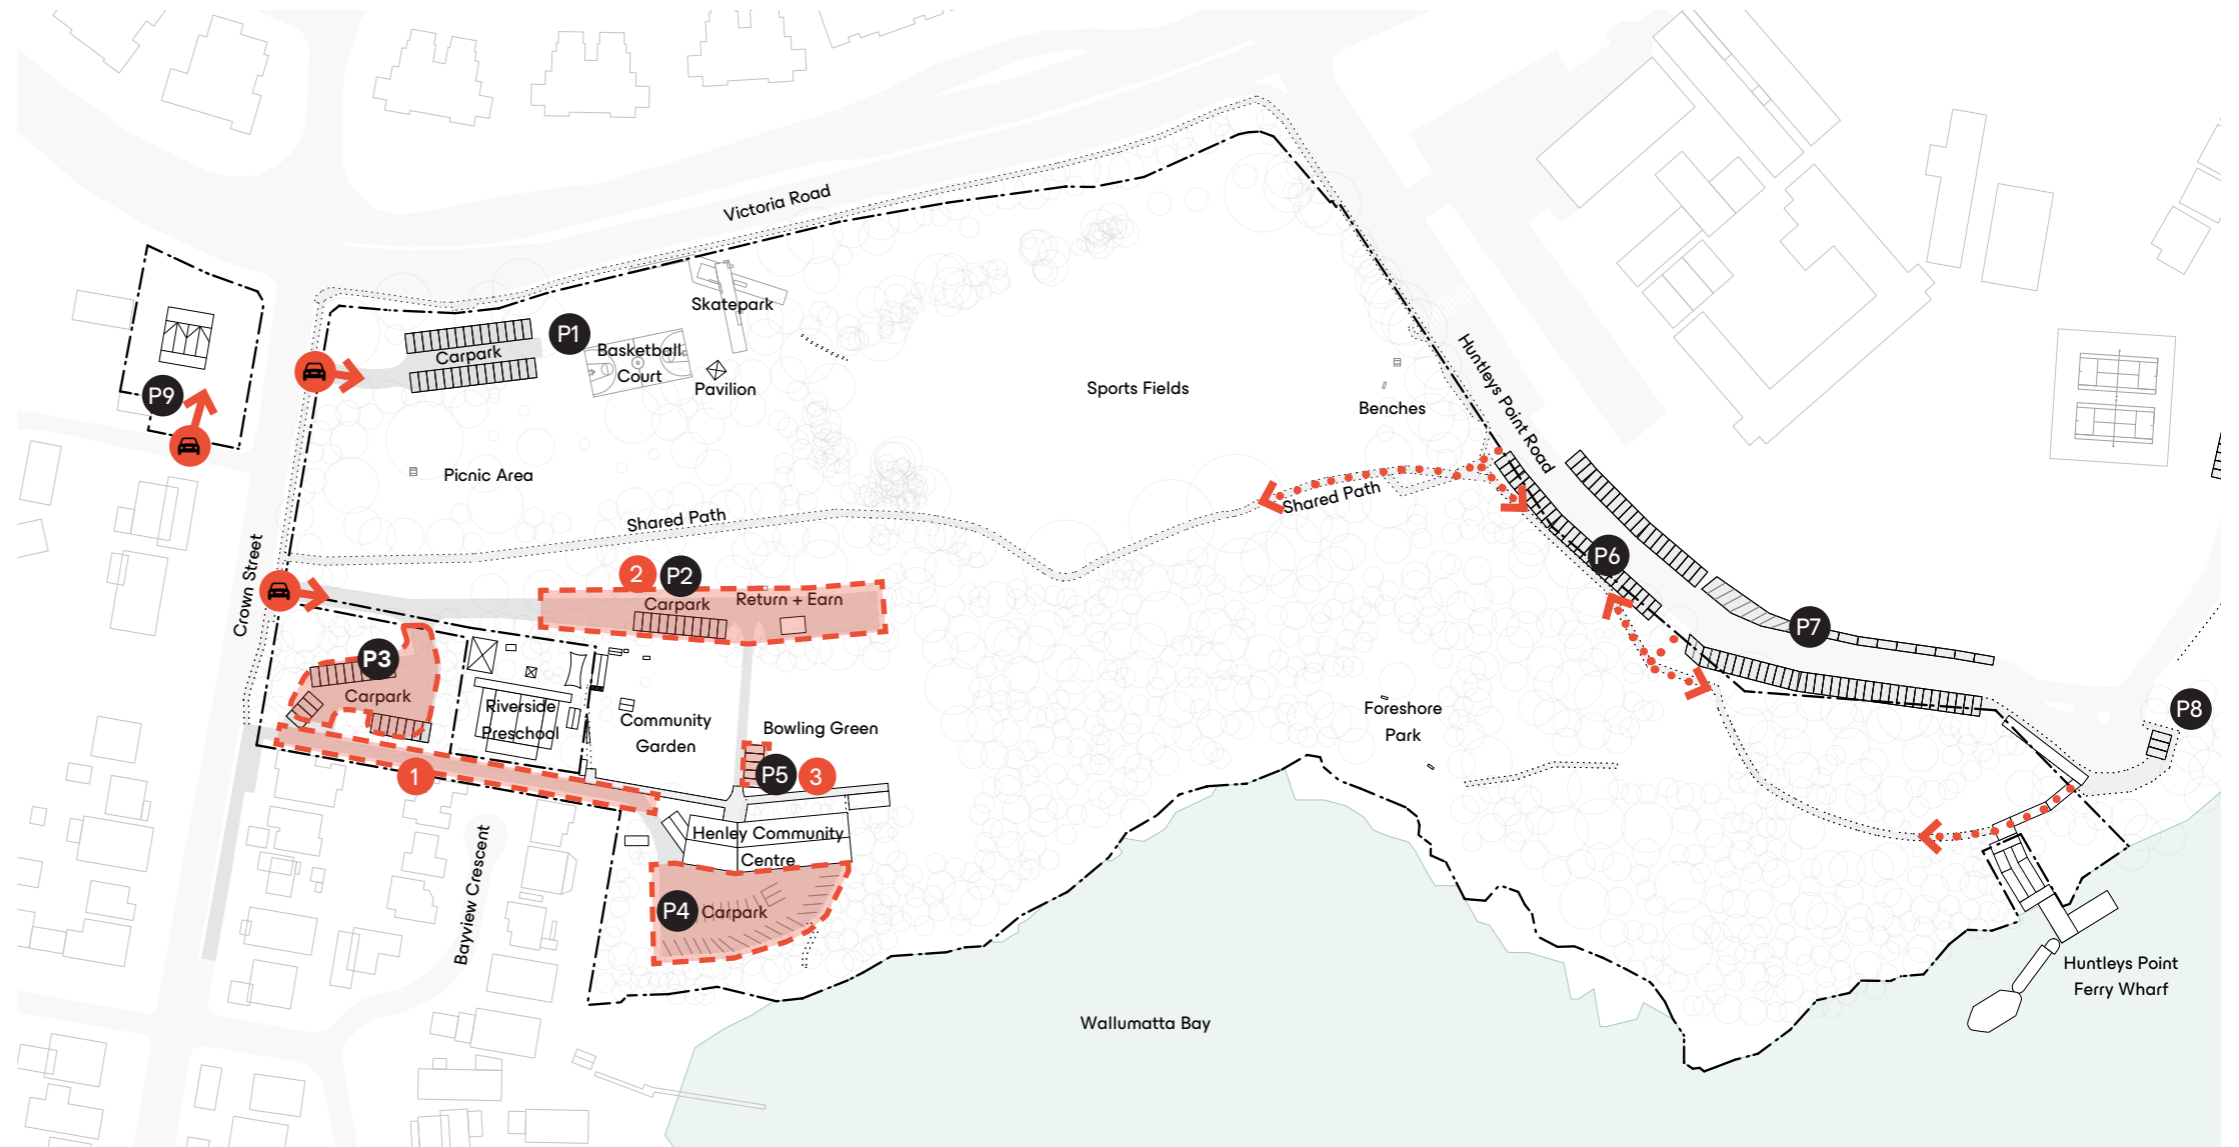 Victoria Road
Skatepark
P1
Carpark
Basketball
Court
Pavilion
P9
Sports Fields
Huntleys Point Road
Benches
Picnic Area
Shared Path
Shared Path
Crown Street
2
P2
Carpark
Return + Earn
P6
P7
P3
Carpark
Riverside
Preschool
Community
Garden
Bowling Green
Foreshore
Park
P8
1
P5
3
Henley Community
Centre
Bayview Crescent
P4
Carpark
Huntleys Point
Ferry Wharf
Wallumatta Bay